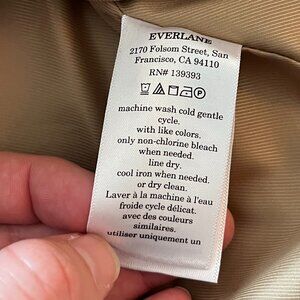 EVERLANE
2170 Folsom Street, San
Francisco, CA 94110
RN# 139393
machine wash cold gentle
cycle.
with like colors.
only non-chlorine bleach
when needed.
line dry.
cool iron when needed.
or dry clean.
Laver à la machine à l'eau
froide cycle délicat.
avec des couleurs
similaires.
utiliser uniquement un